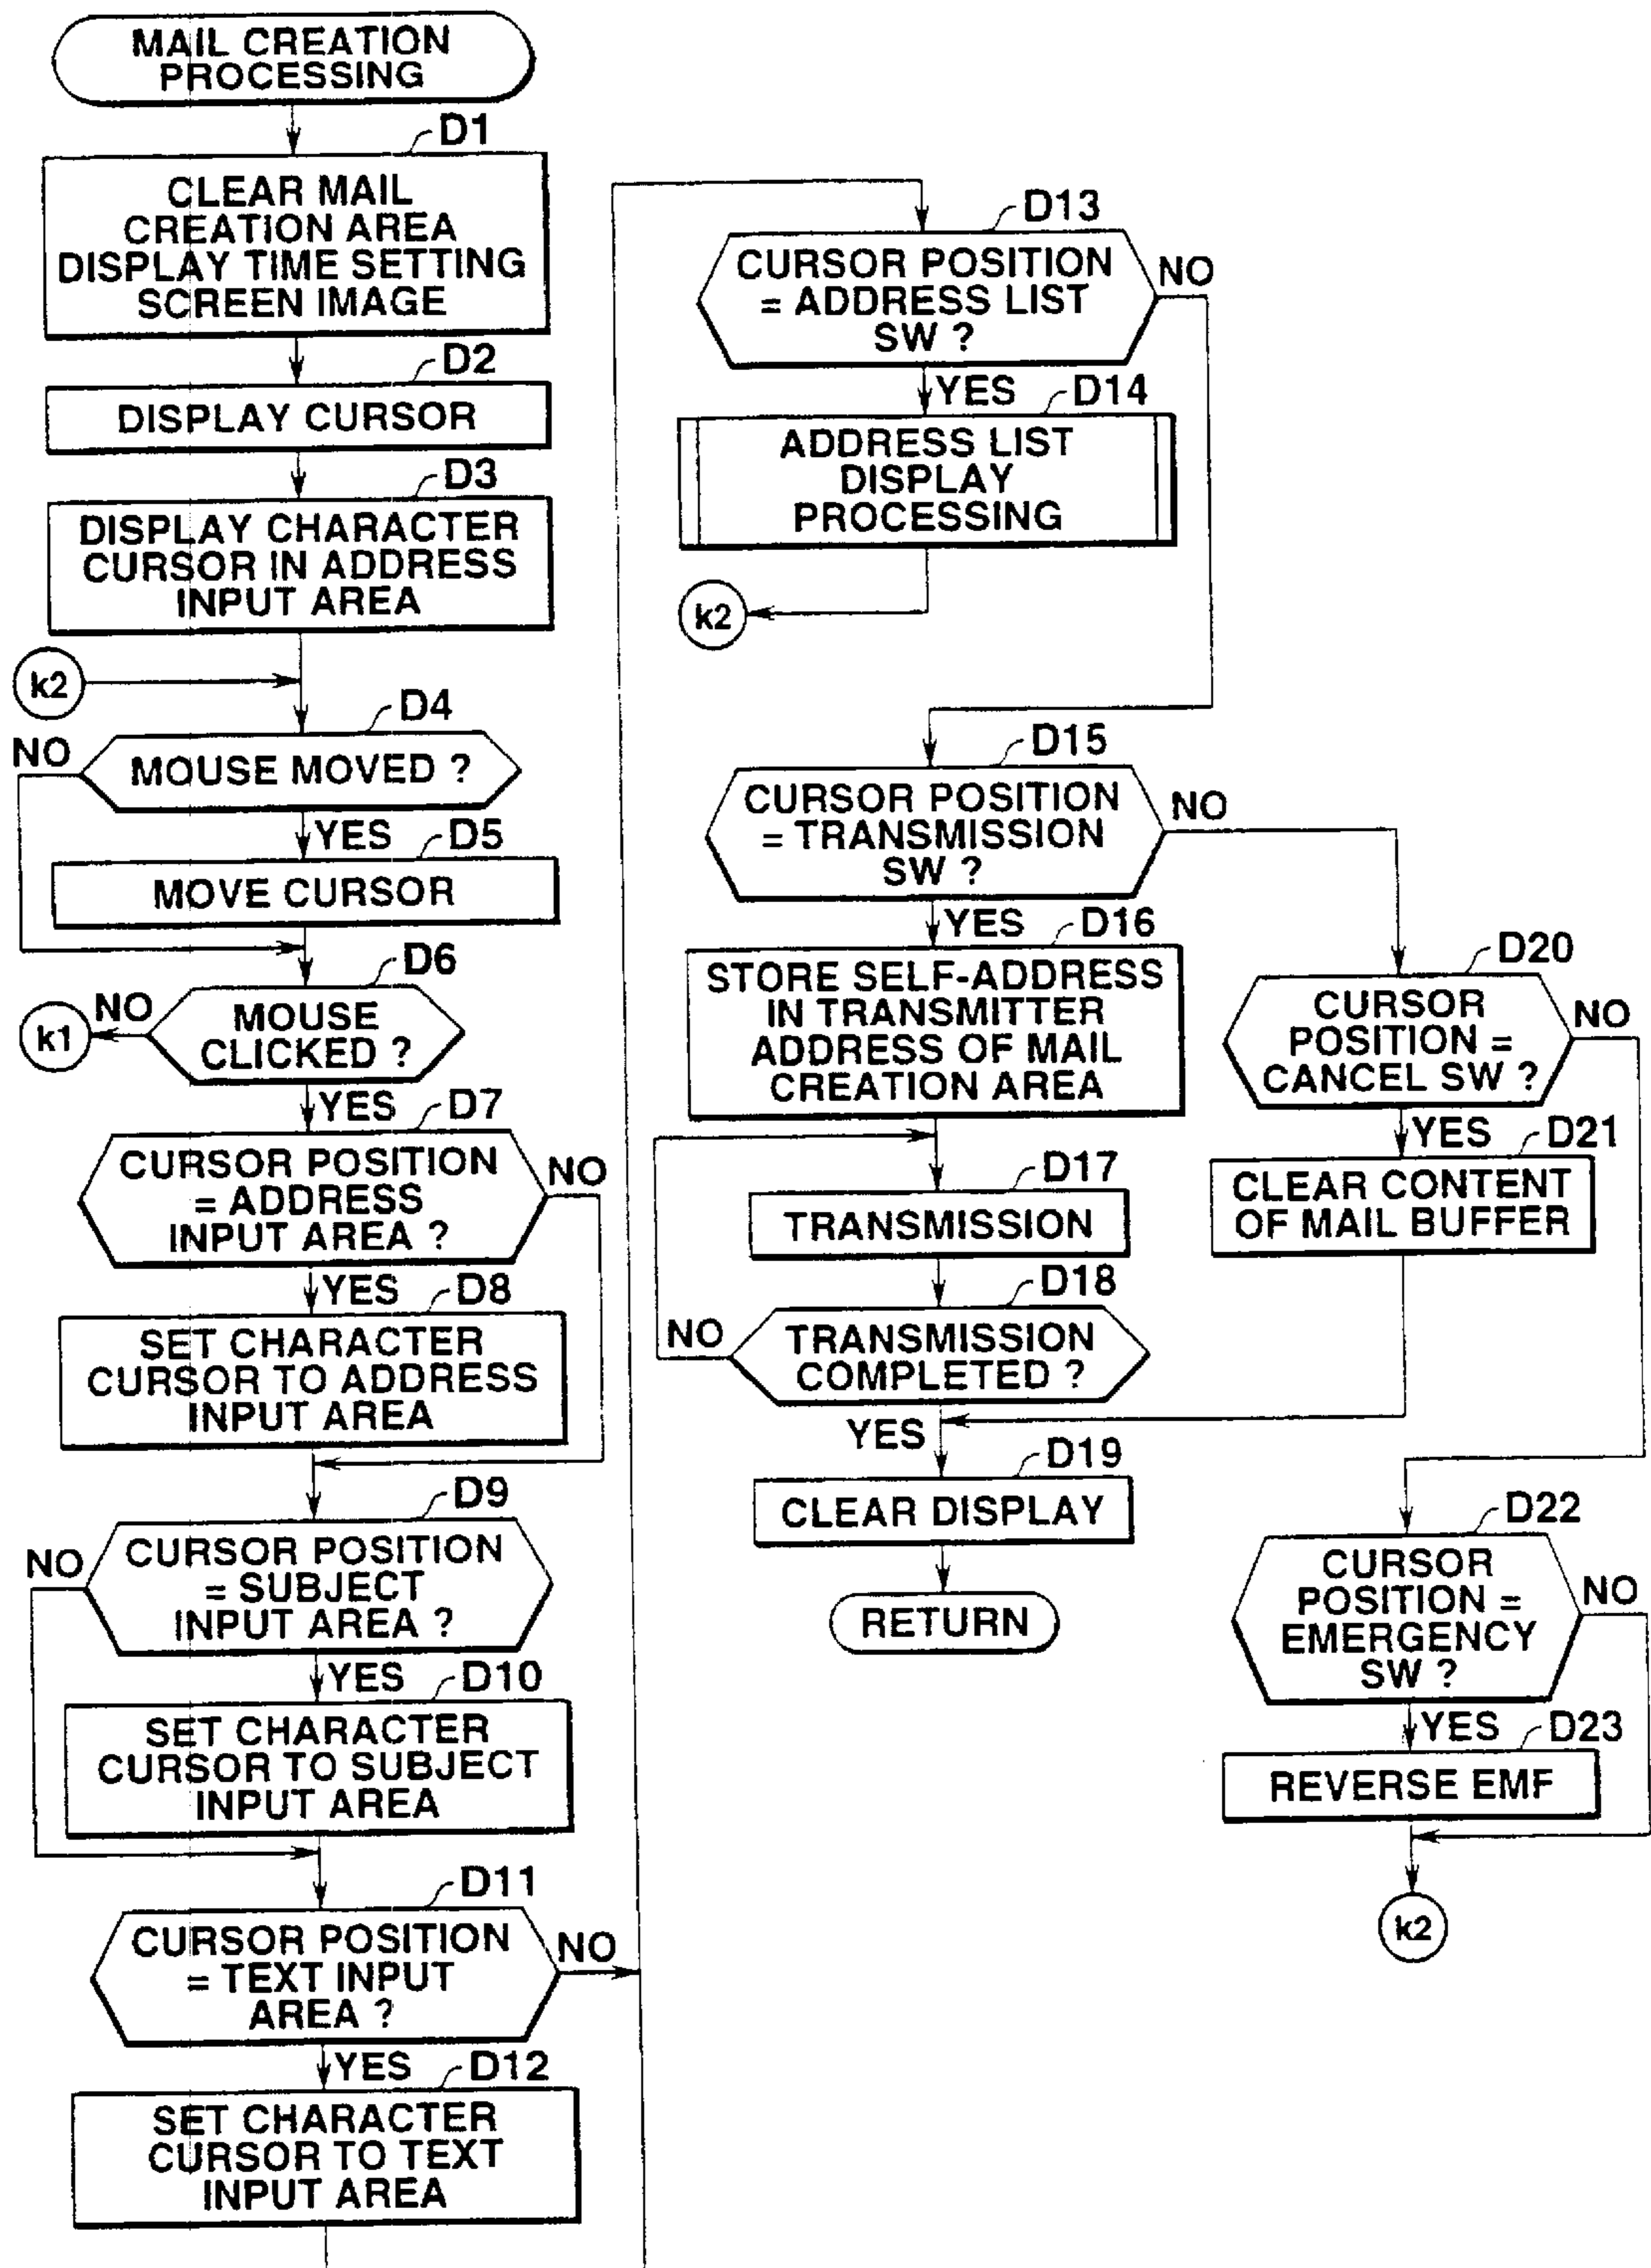 MAIL CREATION
PROCESSING
D1
CLEAR MAIL
CREATION AREA
DISPLAY TIME SETTING
SCREEN IMAGE
D2
DISPLAY CURSOR
D3
DISPLAY CHARACTER
CURSOR IN ADDRESS
INPUT AREA
k2
D4
NO
MOUSE MOVED ?
YES
D5
MOVE CURSOR
D6
NO
k1
MOUSE
CLICKED ?
YES
D7
CURSOR POSITION
= ADDRESS
INPUT AREA ?
NO
YES
D8
SET CHARACTER
CURSOR TO ADDRESS
INPUT AREA
D9
NO
CURSOR POSITION
= SUBJECT
INPUT AREA ?
YES
D10
SET CHARACTER
CURSOR TO SUBJECT
INPUT AREA
D11
CURSOR POSITION
= TEXT INPUT
AREA ?
NO
YES
D12
SET CHARACTER
CURSOR TO TEXT
INPUT AREA
D13
CURSOR POSITION
= ADDRESS LIST
SW ?
NO
YES
D14
ADDRESS LIST
DISPLAY
PROCESSING
k2
D15
CURSOR POSITION
= TRANSMISSION
SW ?
NO
YES
D16
STORE SELF-ADDRESS
IN TRANSMITTER
ADDRESS OF MAIL
CREATION AREA
D17
TRANSMISSION
D18
NO
TRANSMISSION
COMPLETED ?
YES
D19
CLEAR DISPLAY
RETURN
D20
CURSOR
POSITION =
CANCEL SW ?
NO
YES
D21
CLEAR CONTENT
OF MAIL BUFFER
D22
CURSOR
POSITION =
EMERGENCY
SW ?
NO
YES
D23
REVERSE EMF
k2